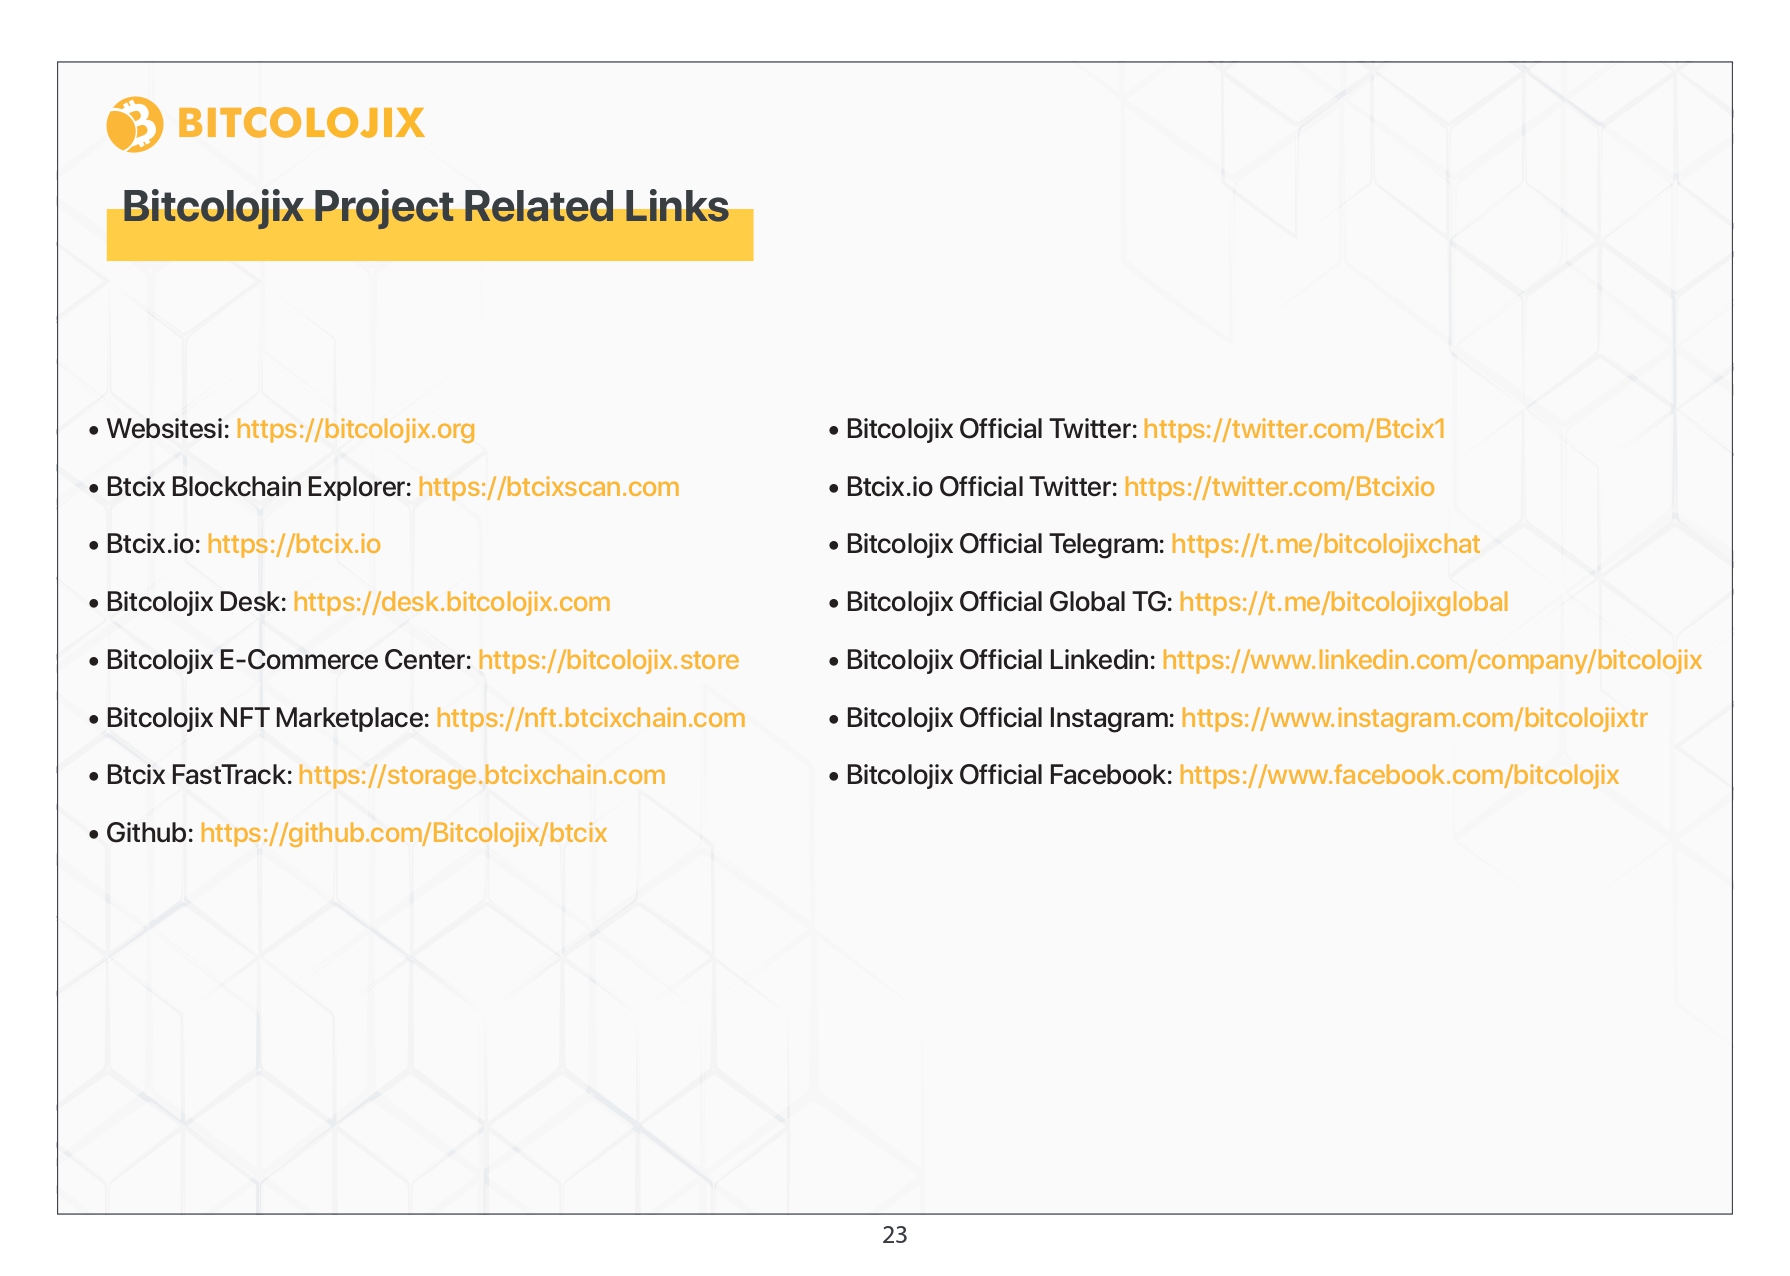 BITCOLOJIX
Bitcolojix Project Related Links
• Websitesi: https://bitcolojix.org
• Btcix Blockchain Explorer: https://btcixscan.com
• Btcix.io: https://btcix.io
• Bitcolojix Desk: https://desk.bitcolojix.com
• Bitcolojix E-Commerce Center: https://bitcolojix.store
• Bitcolojix NFT Marketplace: https://nft.btcixchain.com
• Btcix FastTrack: https://storage.btcixchain.com
• Github: https://github.com/Bitcolojix/btcix
• Bitcolojix Official Twitter: https://twitter.com/Btcix1
• Btcix.io Official Twitter: https://twitter.com/Btcixio
• Bitcolojix Official Telegram: https://t.me/bitcolojixchat
• Bitcolojix Official Global TG: https://t.me/bitcolojixglobal
• Bitcolojix Official Linkedin: https://www.linkedin.com/company/bitcolojix
• Bitcolojix Official Instagram: https://www.instagram.com/bitcolojixtr
• Bitcolojix Official Facebook: https://www.facebook.com/bitcolojix
23